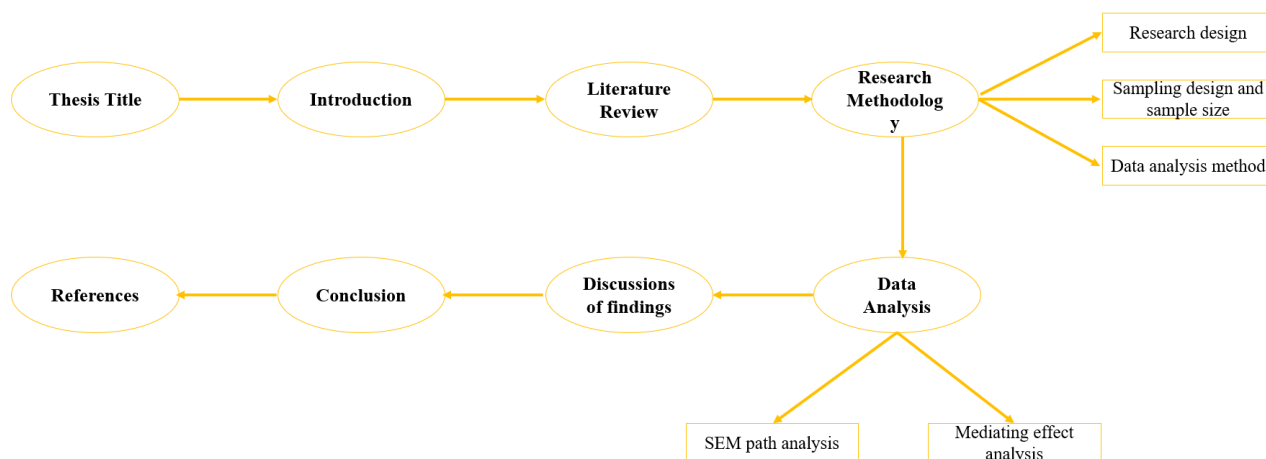 Thesis Title
Introduction
Literature
Review
Research
Methodolog
y
Research design
Sampling design and
sample size
Data analysis method
References
Conclusion
Discussions
of findings
Data
Analysis
SEM path analysis
Mediating effect
analysis